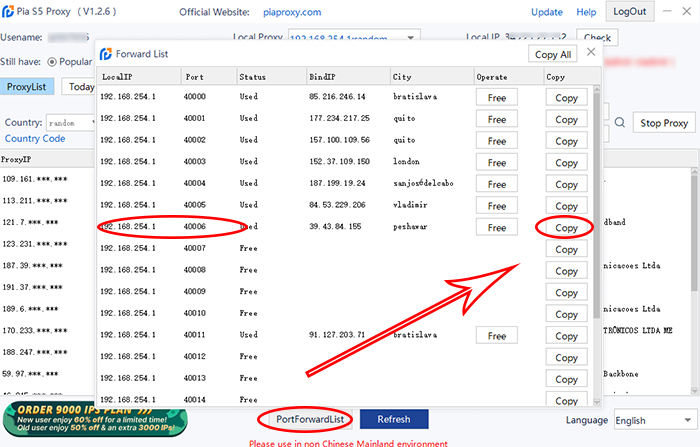 Pia S5 Proxy ( V1.2.6 ) Official Website: piaproxy.com Update Help LogOut
Usename: Local Proxy 192.168.254.1:random Local IP Check
Still have: Popular
ProxyList Today
Country: random Stop Proxy
Country Code
ProxyIP
109.161.***.***
113.211.***.***
121.7.***.*** dband
123.231.***.***
187.39.***.*** nicacoes Ltda
191.37.***.***
189.6.***.*** nicacoes Ltda
170.233.***.*** TRÔNICOS LTDA ME
188.247.***.***
59.97.***.*** Backbone
Forward List Copy All
LocalIP Port Status BindIP City Operate Copy
192.168.254.1 40000 Used 85.216.246.14 bratislava Free Copy
192.168.254.1 40001 Used 177.234.217.25 quito Free Copy
192.168.254.1 40002 Used 157.100.109.56 quito Free Copy
192.168.254.1 40003 Used 152.37.109.150 london Free Copy
192.168.254.1 40004 Used 187.199.19.24 sanjosédelcabo Free Copy
192.168.254.1 40005 Used 84.53.229.206 vladimir Free Copy
192.168.254.1 40006 Used 39.43.84.155 peshawar Free Copy
192.168.254.1 40007 Free Copy
192.168.254.1 40008 Free Copy
192.168.254.1 40009 Free Copy
192.168.254.1 40010 Free Copy
192.168.254.1 40011 Used 91.127.203.71 bratislava Free Copy
192.168.254.1 40012 Free Copy
192.168.254.1 40013 Free Copy
192.168.254.1 40014 Free Copy
ORDER 9000 IPS PLAN
New user enjoy 60% off for a limited time!
Old user enjoy 50% off & an extra 3000 IPs!
PortForwardList Refresh Language English
Please use in non Chinese Mainland environment